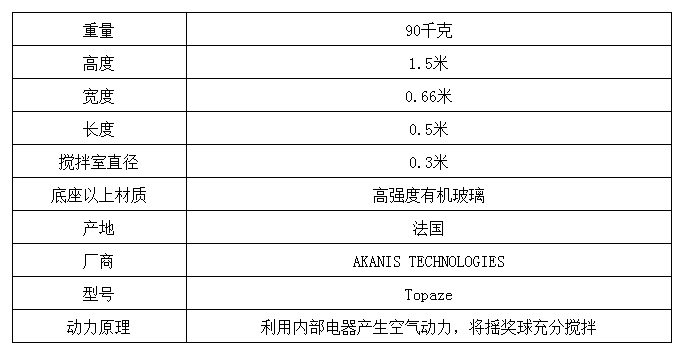 重量 90千克
高度 1.5米
宽度 0.66米
长度 0.5米
搅拌室直径 0.3米
底座以上材质 高强度有机玻璃
产地 法国
厂商 AKANIS TECHNOLOGIES
型号 Topaze
动力原理 利用内部电器产生空气动力，将摇奖球充分搅拌